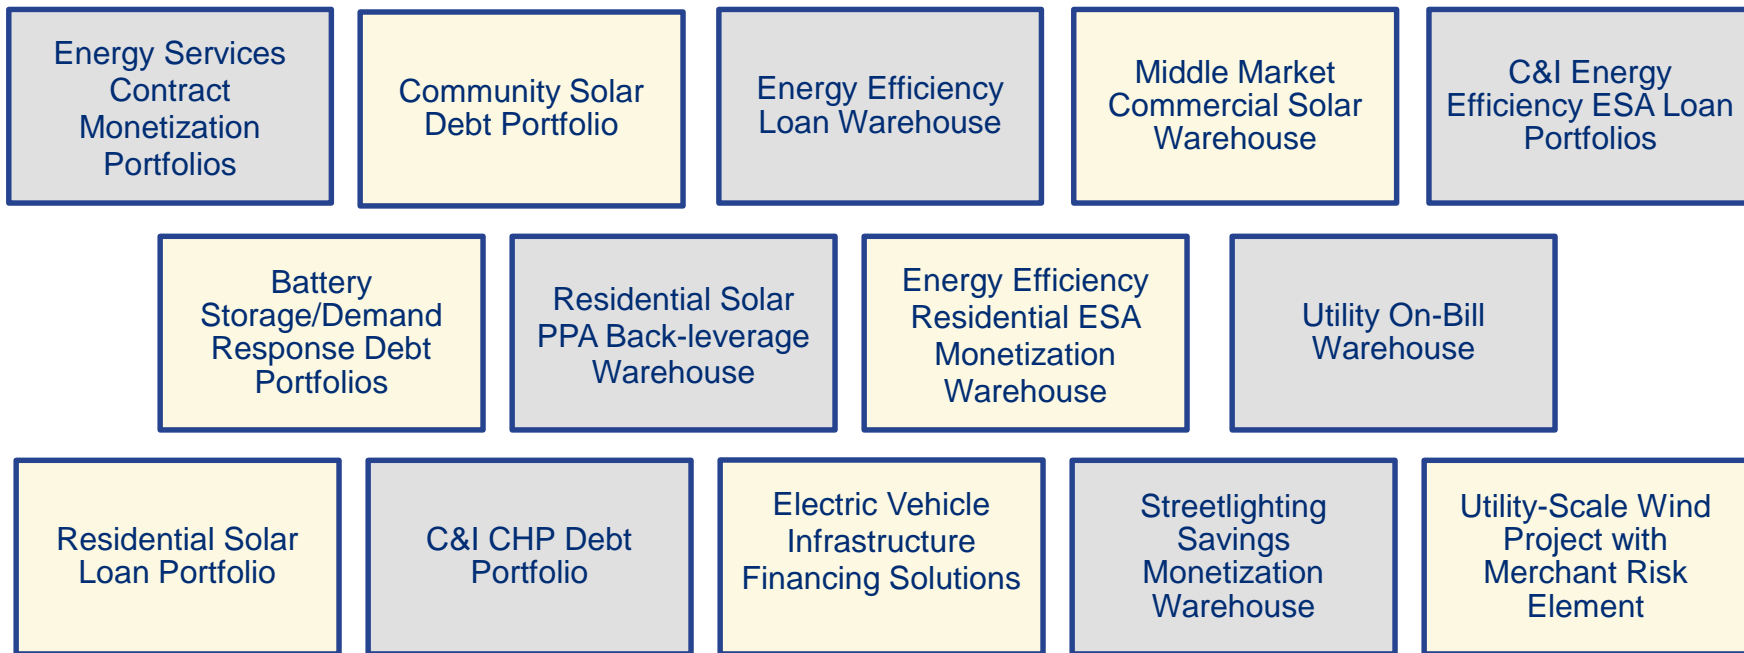 Energy Services
Contract
Monetization
Portfolios
Community Solar
Debt Portfolio
Energy Efficiency
Loan Warehouse
Middle Market
Commercial Solar
Warehouse
C&I Energy
Efficiency ESA Loan
Portfolios
Battery
Storage/Demand
Response Debt
Portfolios
Residential Solar
PPA Back-leverage
Warehouse
Energy Efficiency
Residential ESA
Monetization
Warehouse
Utility On-Bill
Warehouse
Residential Solar
Loan Portfolio
C&I CHP Debt
Portfolio
Electric Vehicle
Infrastructure
Financing Solutions
Streetlighting
Savings
Monetization
Warehouse
Utility-Scale Wind
Project with
Merchant Risk
Element